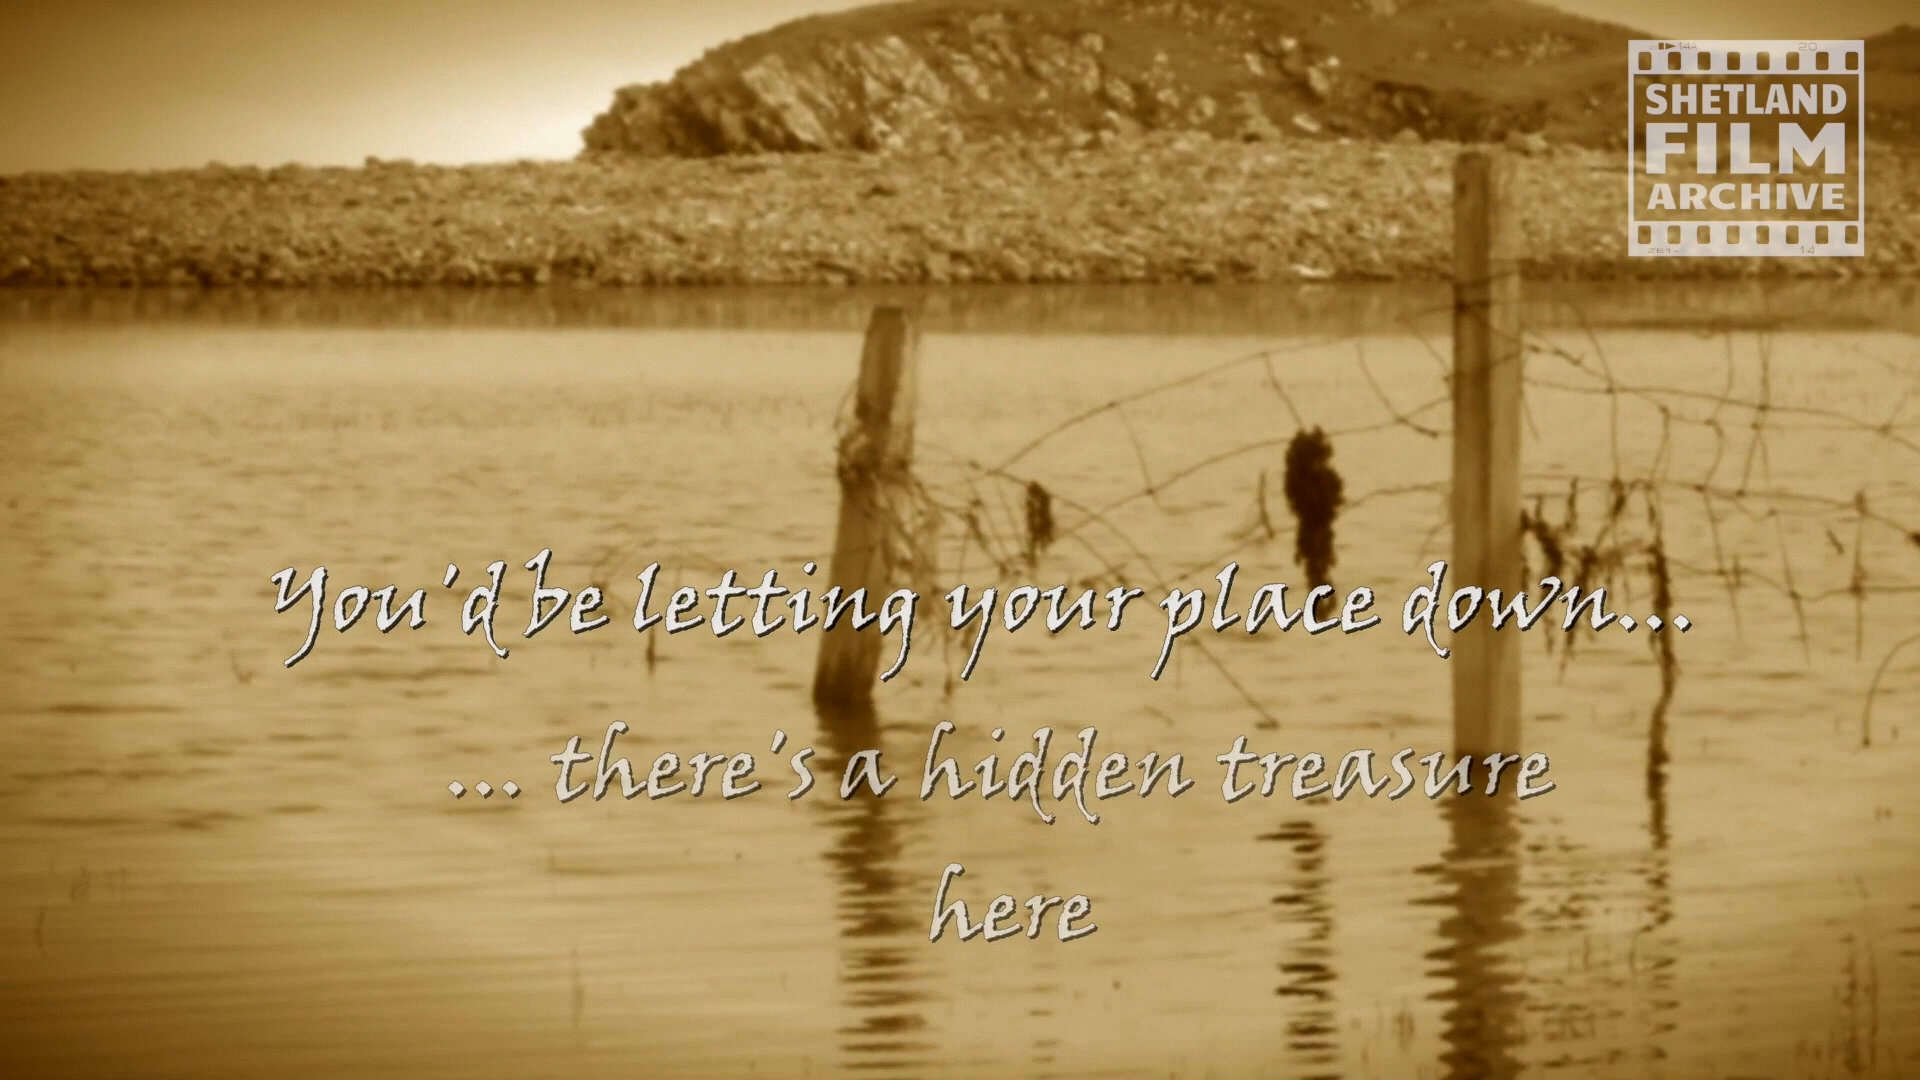 SHETLAND
FILM
ARCHIVE
You'd be letting your place down...
... there's a hidden treasure
here